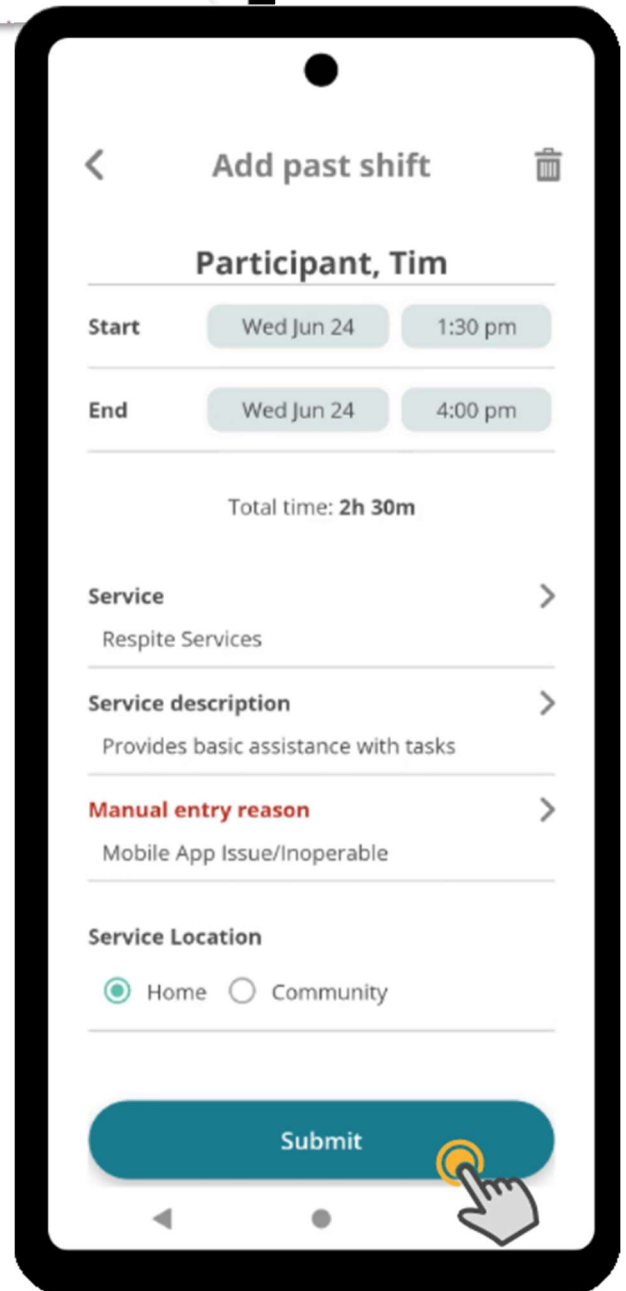 Add past shift
Participant, Tim
Start Wed Jun 24 1:30 pm
End Wed Jun 24 4:00 pm
Total time: 2h 30m
Service
Respite Services
Service description
Provides basic assistance with tasks
Manual entry reason
Mobile App Issue/Inoperable
Service Location
Home Community
Submit